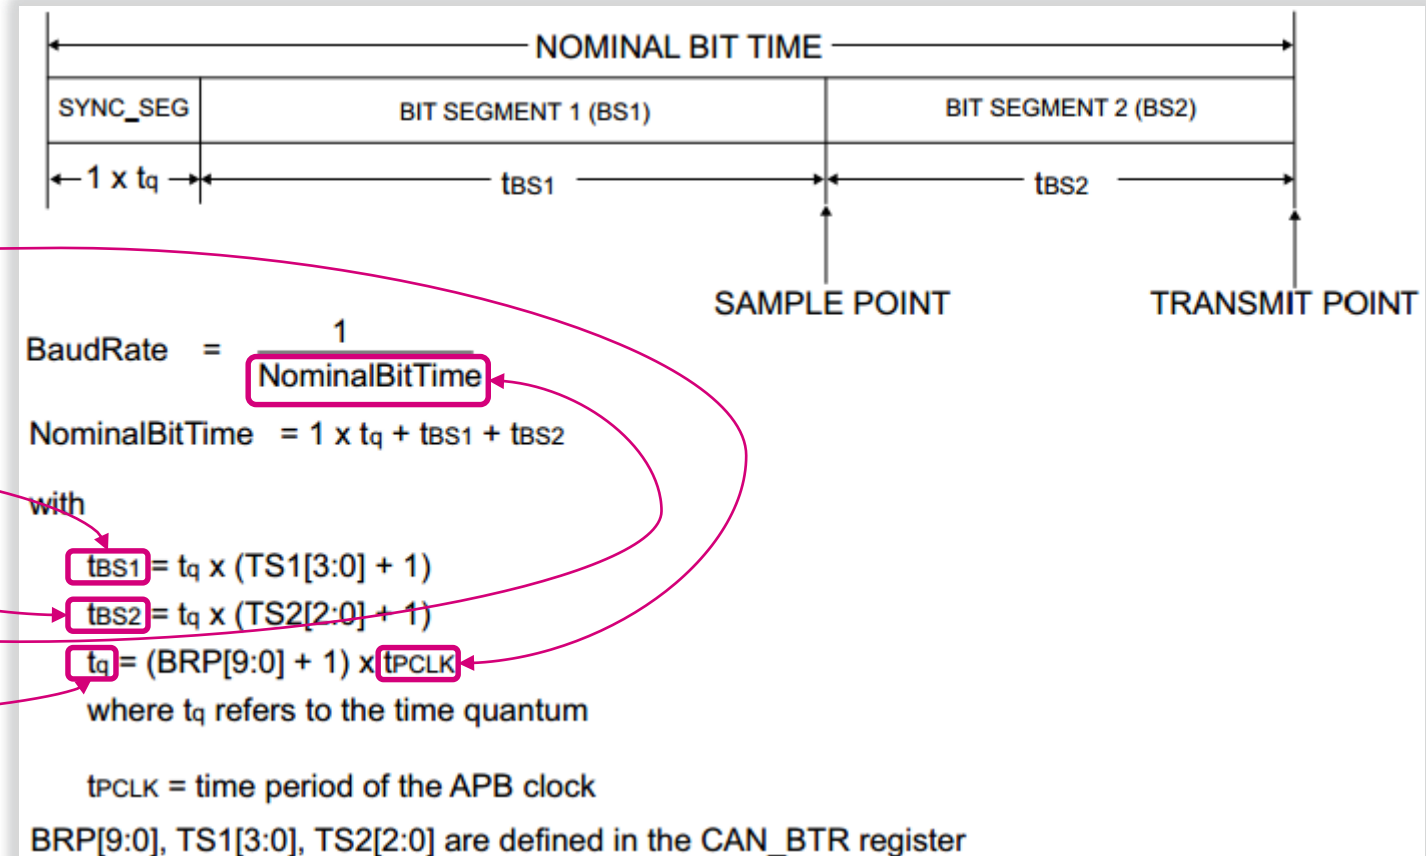 NOMINAL BIT TIME
SYNC_SEG
BIT SEGMENT 1 (BS1)
BIT SEGMENT 2 (BS2)
1 x tq
tBS1
tBS2
SAMPLE POINT
TRANSMIT POINT
BaudRate = 1
NominalBitTime
NominalBitTime = 1 x tq + tBS1 + tBS2
with
tBS1 = tq x (TS1[3:0] + 1)
tBS2 = tq x (TS2[2:0] + 1)
tq = (BRP[9:0] + 1) x tPCLK
where tq refers to the time quantum
tPCLK = time period of the APB clock
BRP[9:0], TS1[3:0], TS2[2:0] are defined in the CAN_BTR register